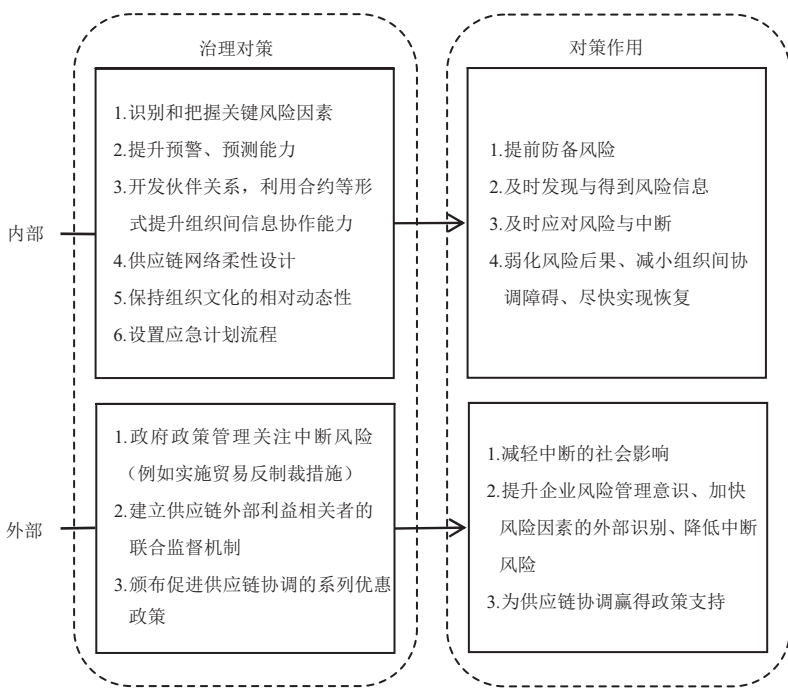 治理对策
对策作用
内部
1.识别和把握关键风险因素
2.提升预警、预测能力
3.开发伙伴关系，利用合约等形
式提升组织间信息协作能力
4.供应链网络柔性设计
5.保持组织文化的相对动态性
6.设置应急计划流程
1.提前防备风险
2.及时发现与得到风险信息
3.及时应对风险与中断
4.弱化风险后果、减小组织间协
调障碍、尽快实现恢复
外部
1.政府政策管理关注中断风险
（例如实施贸易反制裁措施）
2.建立供应链外部利益相关者的
联合监督机制
3.颁布促进供应链协调的系列优惠
政策
1.减轻中断的社会影响
2.提升企业风险管理意识、加快
风险因素的外部识别、降低中断
风险
3.为供应链协调赢得政策支持